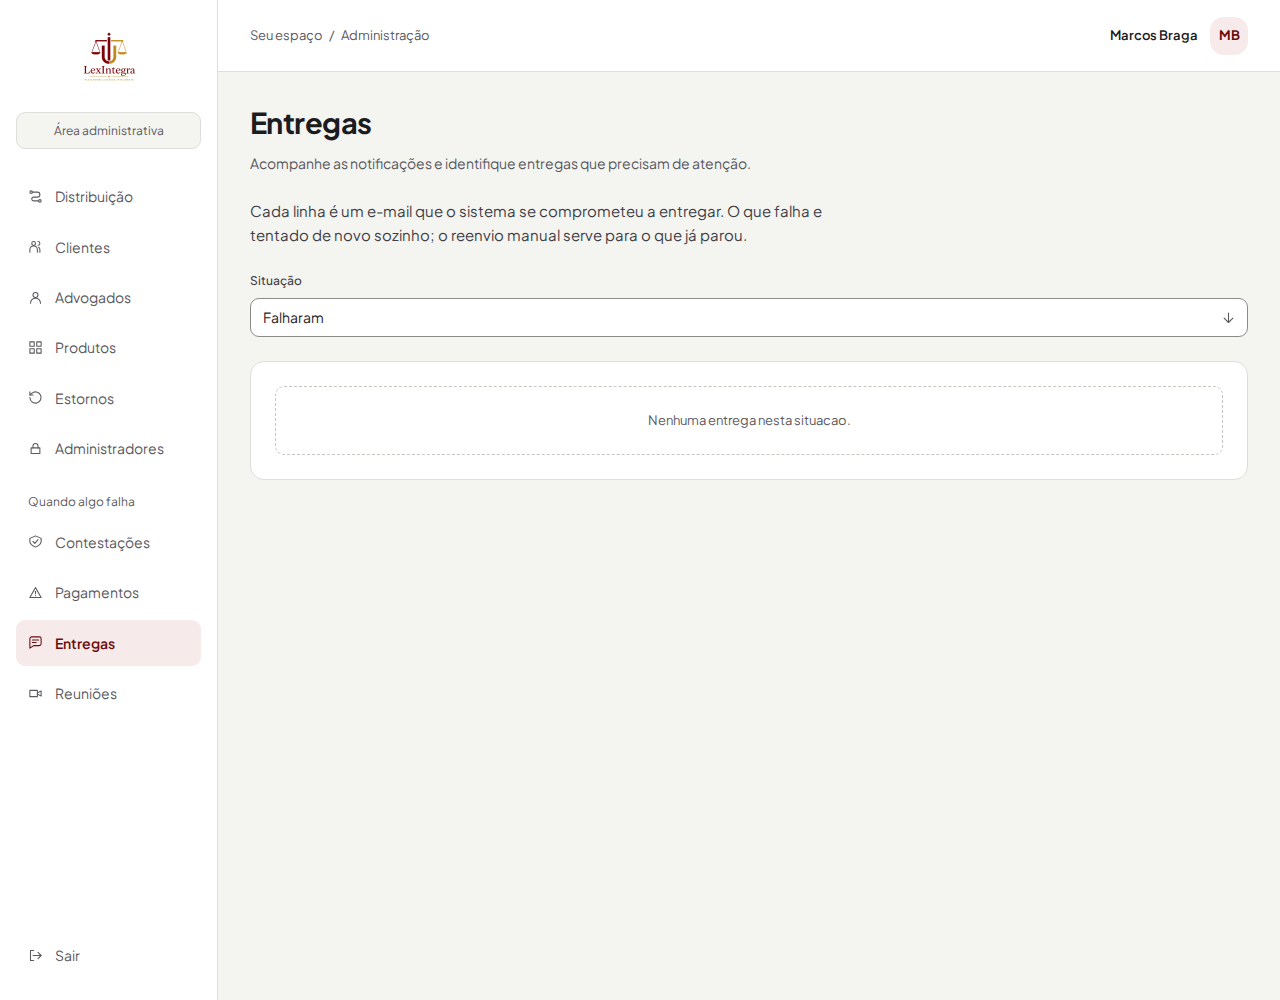 LexIntegra
Área administrativa
Distribuição
Clientes
Advogados
Produtos
Estornos
Administradores
Quando algo falha
Contestações
Pagamentos
Entregas
Reuniões
Sair
Seu espaço / Administração
Marcos Braga MB
Entregas
Acompanhe as notificações e identifique entregas que precisam de atenção.
Cada linha é um e-mail que o sistema se comprometeu a entregar. O que falha e
tentado de novo sozinho; o reenvio manual serve para o que já parou.
Situação
Falharam
Nenhuma entrega nesta situacao.